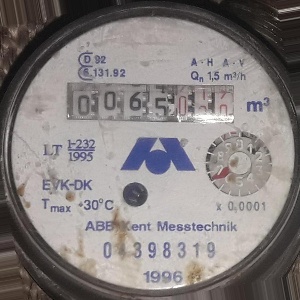 C D 92 A · H · A · V
6.131.92 Qn 1,5 m³/h
0065 m³
LT 1-232 1995
EVK-DK
Tmax +30°C x 0,0001
ABB Kent Messtechnik
398319
1996